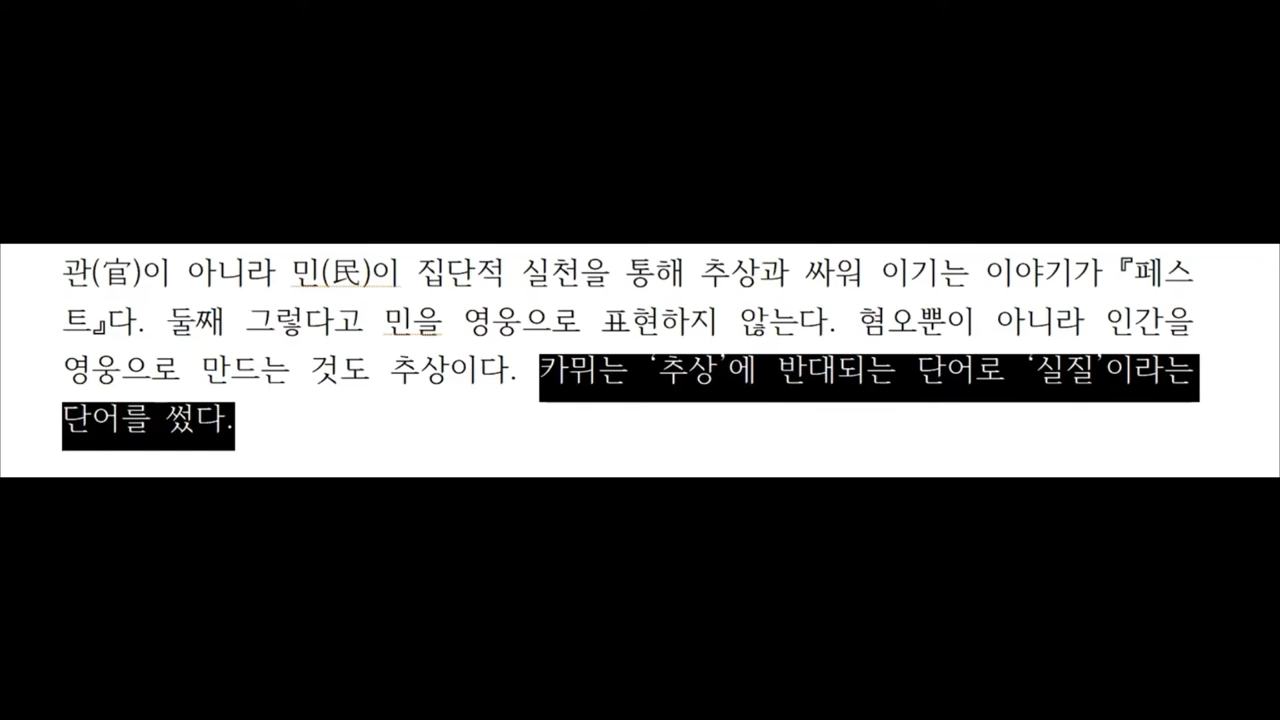 관(官)이 아니라 민(民)이 집단적 실천을 통해 추상과 싸워 이기는 이야기가 『페스
트』다. 둘째 그렇다고 민을 영웅으로 표현하지 않는다. 혐오뿐이 아니라 인간을
영웅으로 만드는 것도 추상이다. 카뮈는 ‘추상’에 반대되는 단어로 ‘실질’이라는
단어를 썼다.